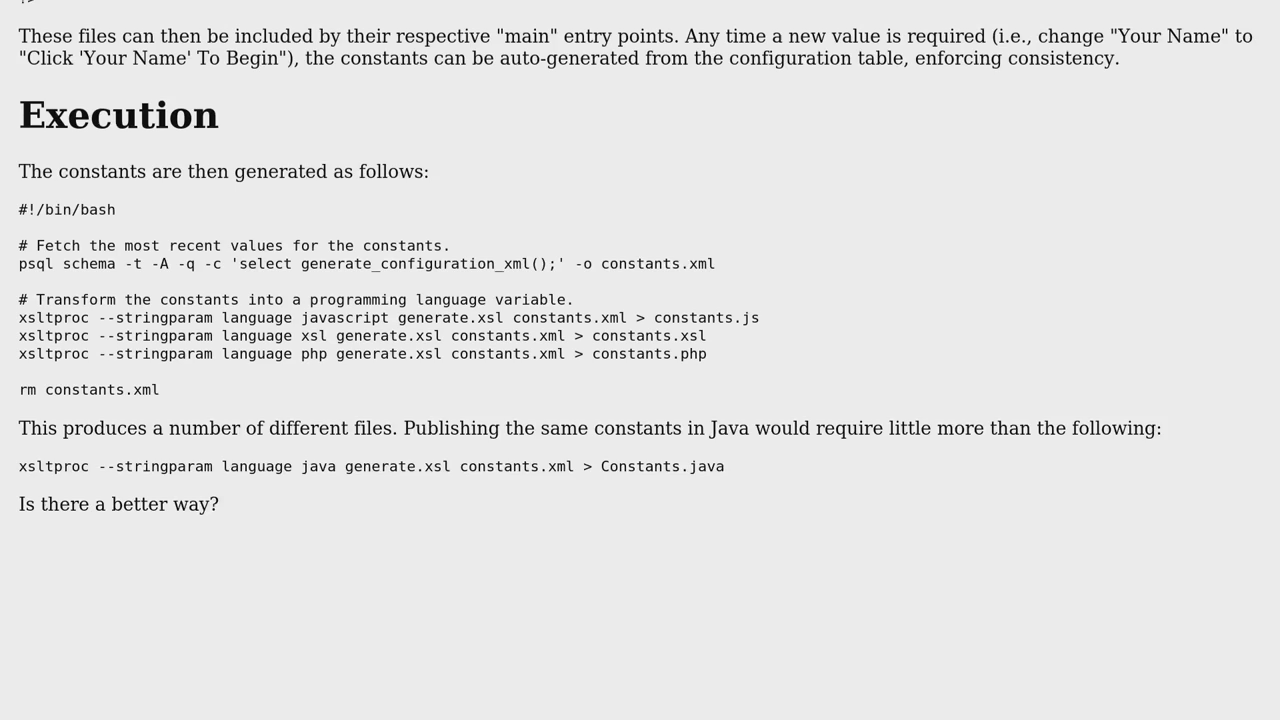 These files can then be included by their respective "main" entry points. Any time a new value is required (i.e., change "Your Name" to
"Click 'Your Name' To Begin"), the constants can be auto-generated from the configuration table, enforcing consistency.
Execution
The constants are then generated as follows:
#!/bin/bash
# Fetch the most recent values for the constants.
psql schema -t -A -q -c 'select generate_configuration_xml();' -o constants.xml
# Transform the constants into a programming language variable.
xsltproc --stringparam language javascript generate.xsl constants.xml > constants.js
xsltproc --stringparam language xsl generate.xsl constants.xml > constants.xsl
xsltproc --stringparam language php generate.xsl constants.xml > constants.php
rm constants.xml
This produces a number of different files. Publishing the same constants in Java would require little more than the following:
xsltproc --stringparam language java generate.xsl constants.xml > Constants.java
Is there a better way?